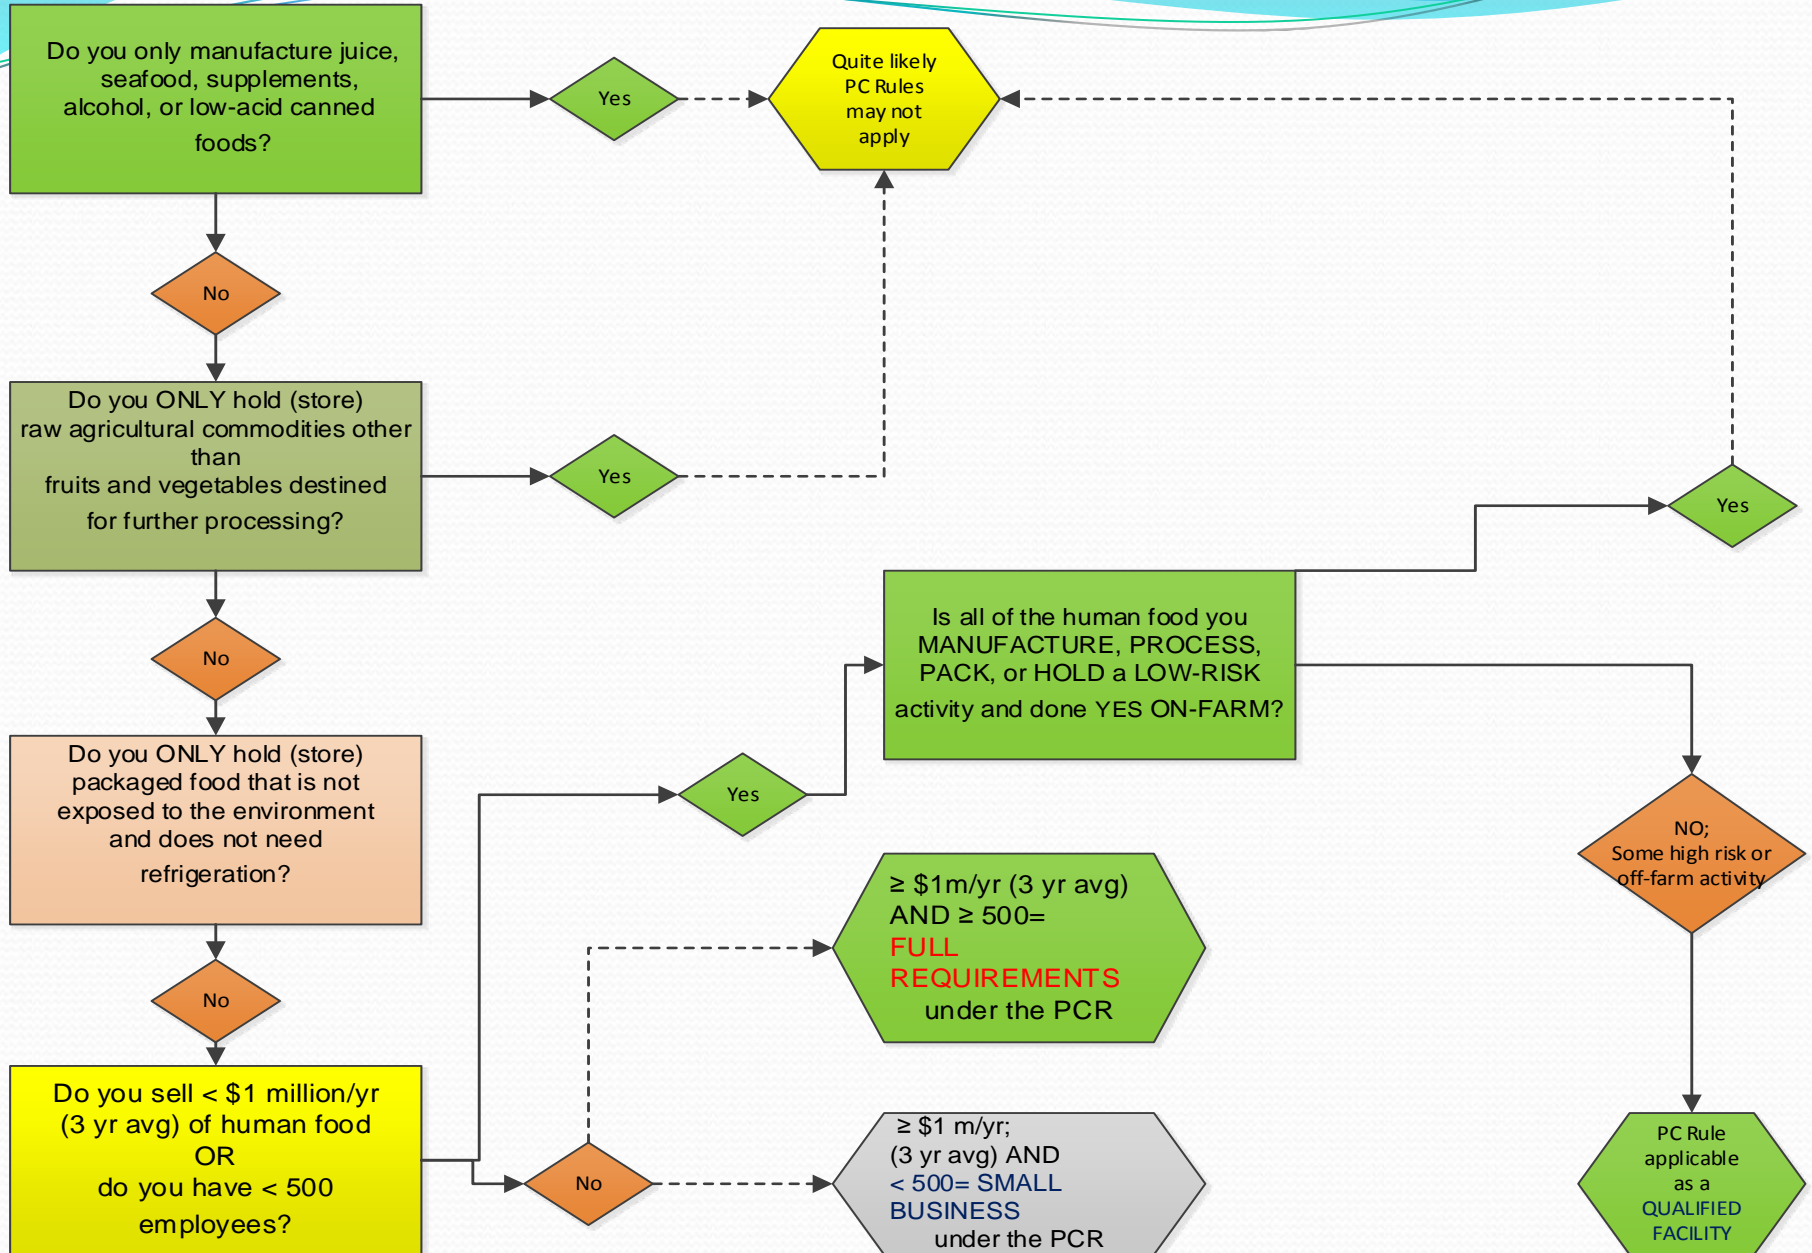 Do you only manufacture juice,
seafood, supplements,
alcohol, or low-acid canned
foods?
Yes
Quite likely
PC Rules
may not
apply
No
Do you ONLY hold (store)
raw agricultural commodities other
than
fruits and vegetables destined
for further processing?
Yes
Yes
Is all of the human food you
MANUFACTURE, PROCESS,
PACK, or HOLD a LOW-RISK
activity and done YES ON-FARM?
No
Do you ONLY hold (store)
packaged food that is not
exposed to the environment
and does not need
refrigeration?
Yes
NO;
Some high risk or
off-farm activity
≥ $1m/yr (3 yr avg)
AND ≥ 500=
FULL
REQUIREMENTS
under the PCR
No
Do you sell < $1 million/yr
(3 yr avg) of human food
OR
do you have < 500
employees?
No
≥ $1 m/yr;
(3 yr avg) AND
< 500= SMALL
BUSINESS
under the PCR
PC Rule
applicable
as a
QUALIFIED
FACILITY